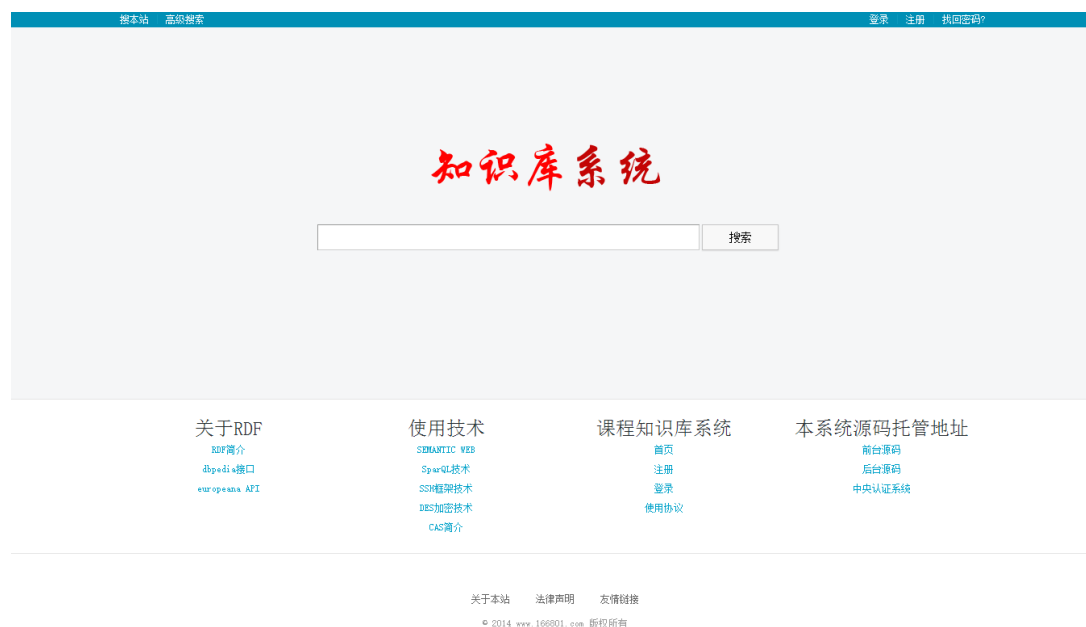 搜本站 高级搜索 登录 注册 找回密码?
知识库系统
搜索
关于RDF 使用技术 课程知识库系统 本系统源码托管地址
RDF简介 SEMANTIC WEB 首页 前台源码
dbpedia接口 SparQL技术 注册 后台源码
europeana API SSH框架技术 登录 中央认证系统
DES加密技术 使用协议
CAS简介
关于本站 法律声明 友情链接
© 2014 www.166801.com 版权所有